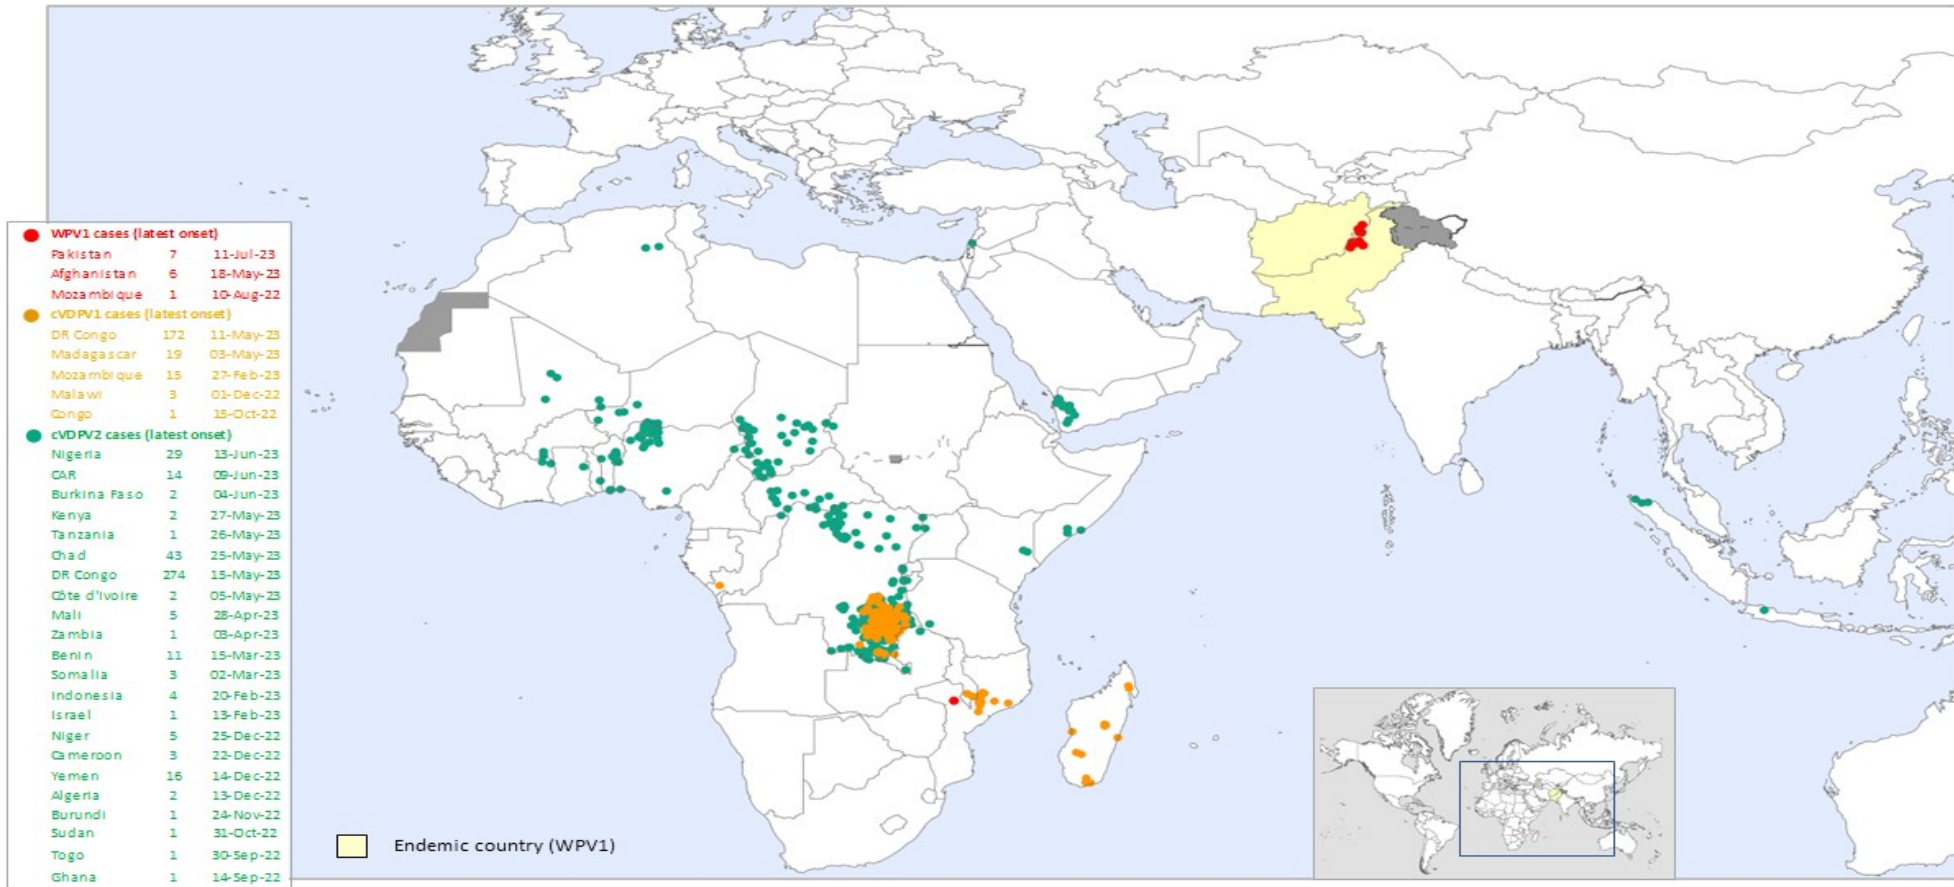 WPV1 cases (latest onset)
Pakistan 7 11-Jul-23
Afghanistan 6 18-May-23
Mozambique 1 10-Aug-22
cVDPV1 cases (latest onset)
DR Congo 172 11-May-23
Madagascar 19 03-May-23
Mozambique 15 27-Feb-23
Malawi 3 01-Dec-22
Congo 1 15-Oct-22
cVDPV2 cases (latest onset)
Nigeria 29 13-Jun-23
CAR 14 09-Jun-23
Burkina Faso 2 04-Jun-23
Kenya 2 27-May-23
Tanzania 1 26-May-23
Chad 43 25-May-23
DR Congo 274 15-May-23
Côte d'Ivoire 2 05-May-23
Mali 5 28-Apr-23
Zambia 1 03-Apr-23
Benin 11 15-Mar-23
Somalia 3 02-Mar-23
Indonesia 4 20-Feb-23
Israel 1 13-Feb-23
Niger 5 25-Dec-22
Cameroon 3 22-Dec-22
Yemen 16 14-Dec-22
Algeria 2 13-Dec-22
Burundi 1 24-Nov-22
Sudan 1 31-Oct-22
Togo 1 30-Sep-22
Ghana 1 14-Sep-22
Endemic country (WPV1)